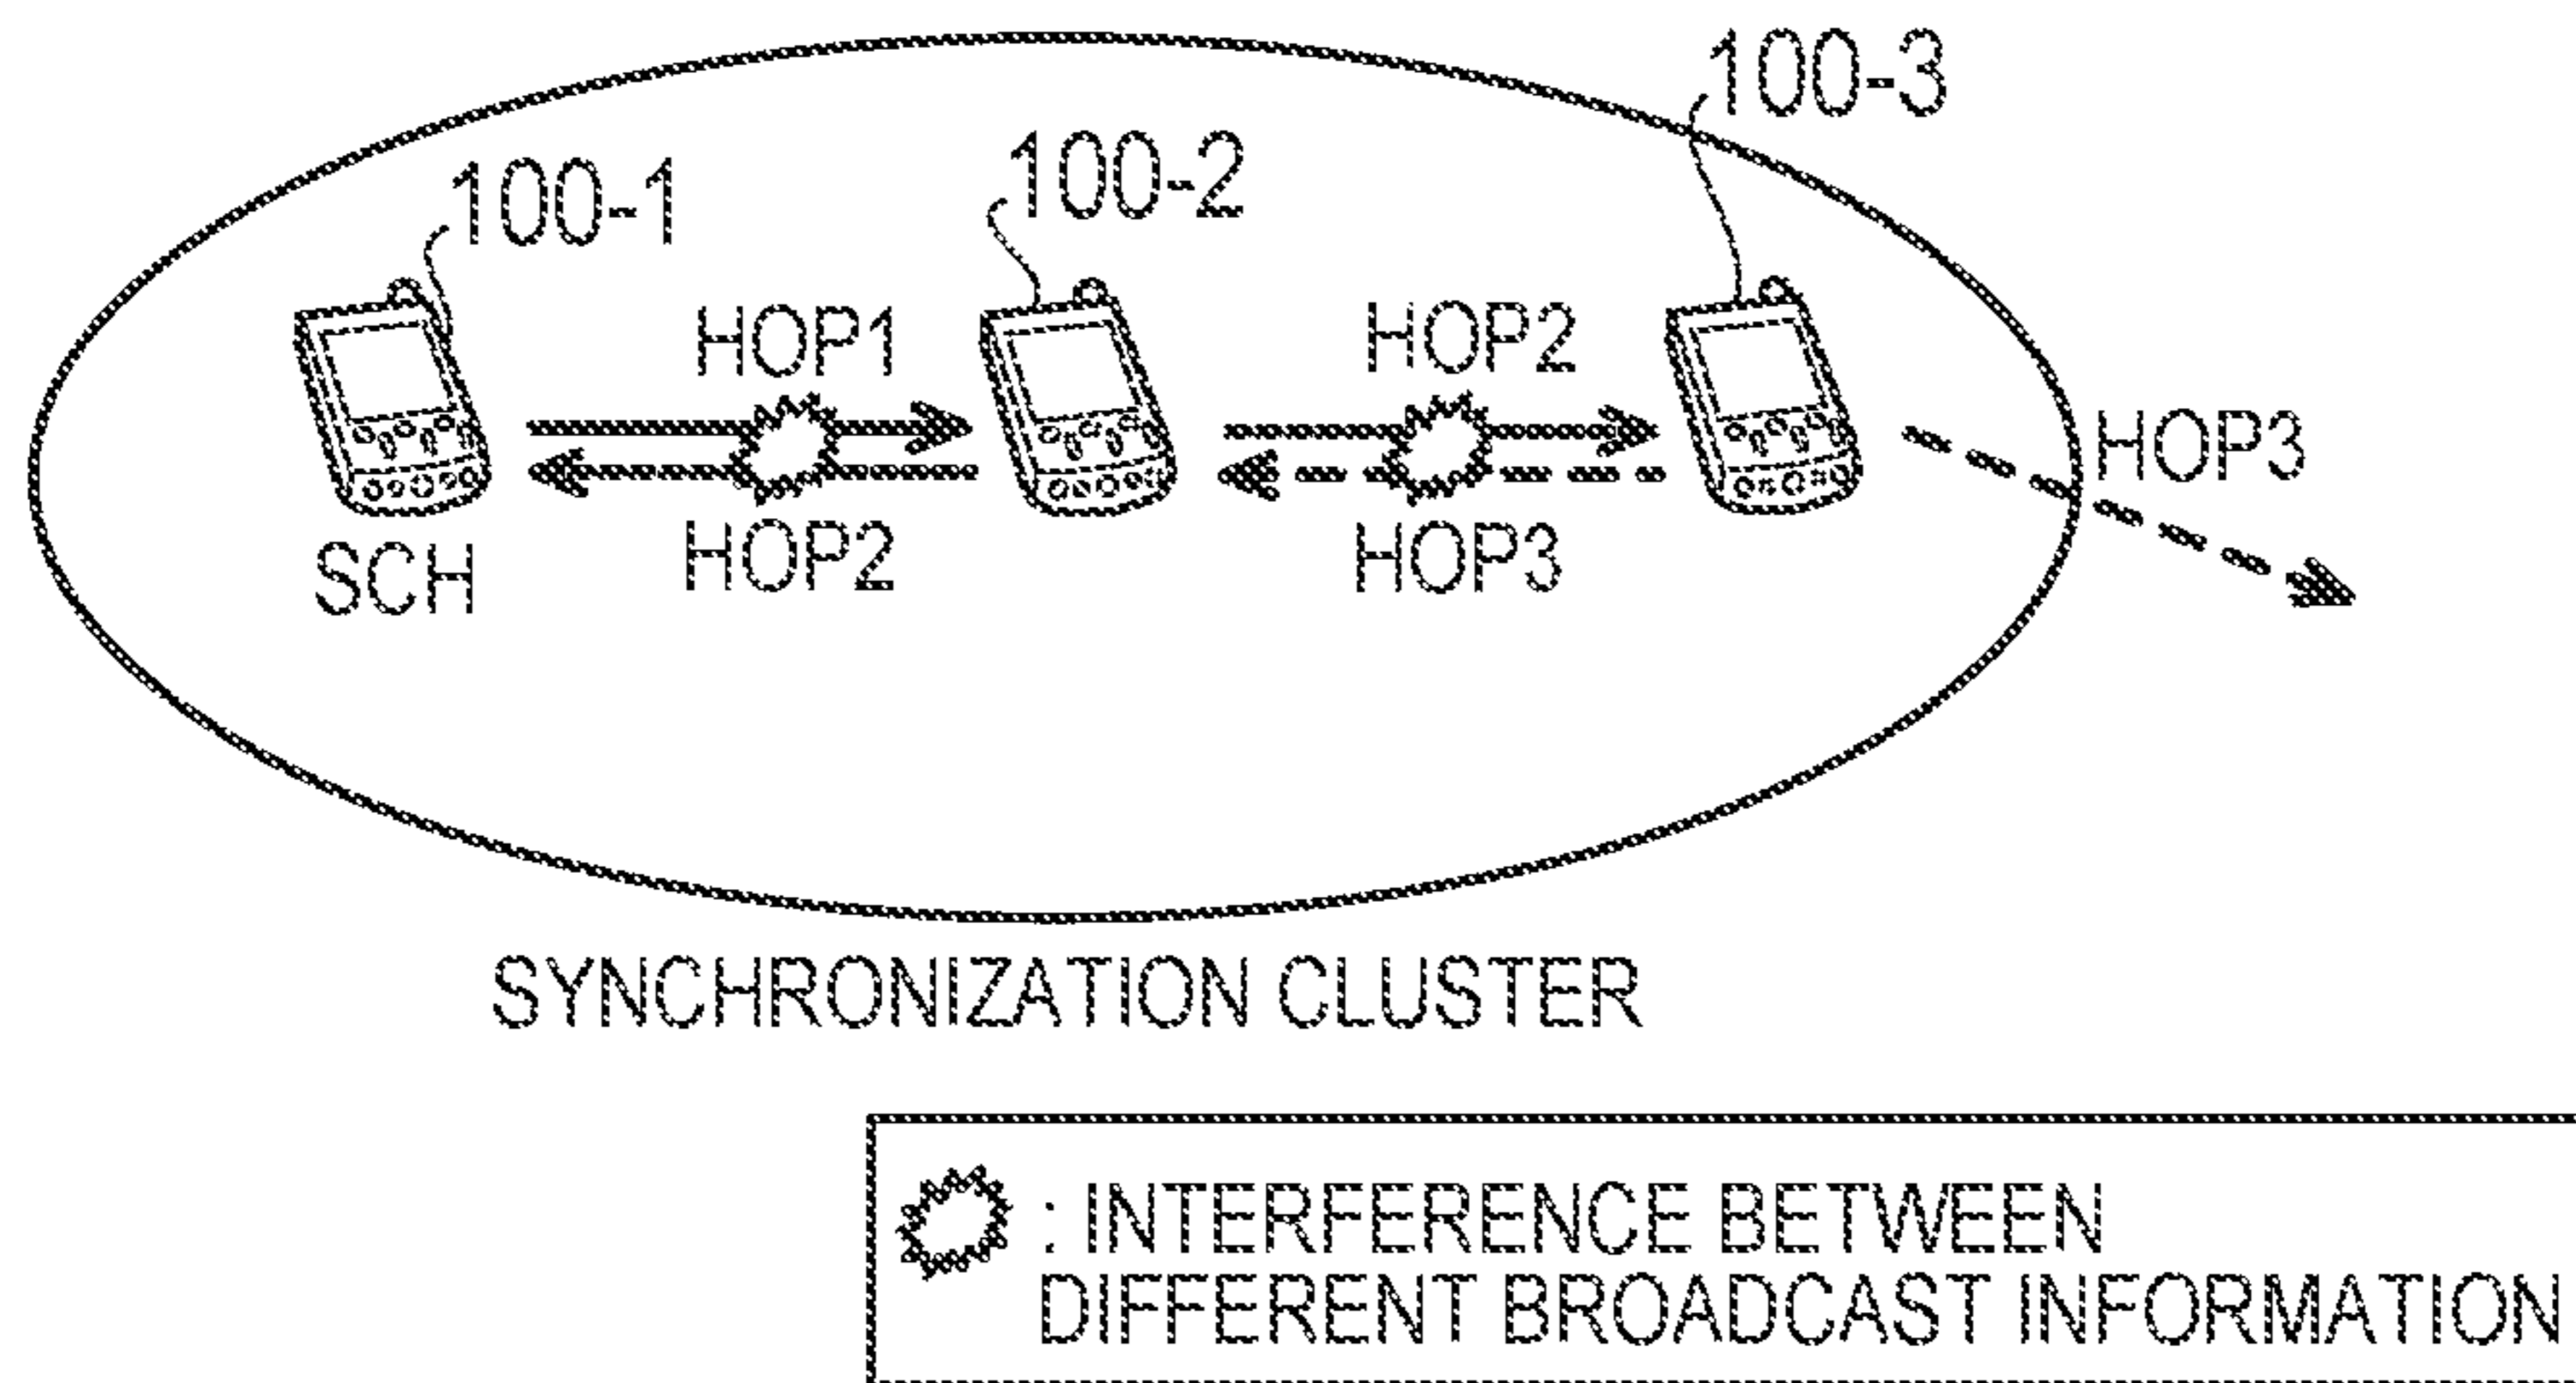 100-3
100-2
100-1
HOP1
HOP2
HOP3
SCH
HOP2
HOP3
SYNCHRONIZATION CLUSTER
: INTERFERENCE BETWEEN
DIFFERENT BROADCAST INFORMATION